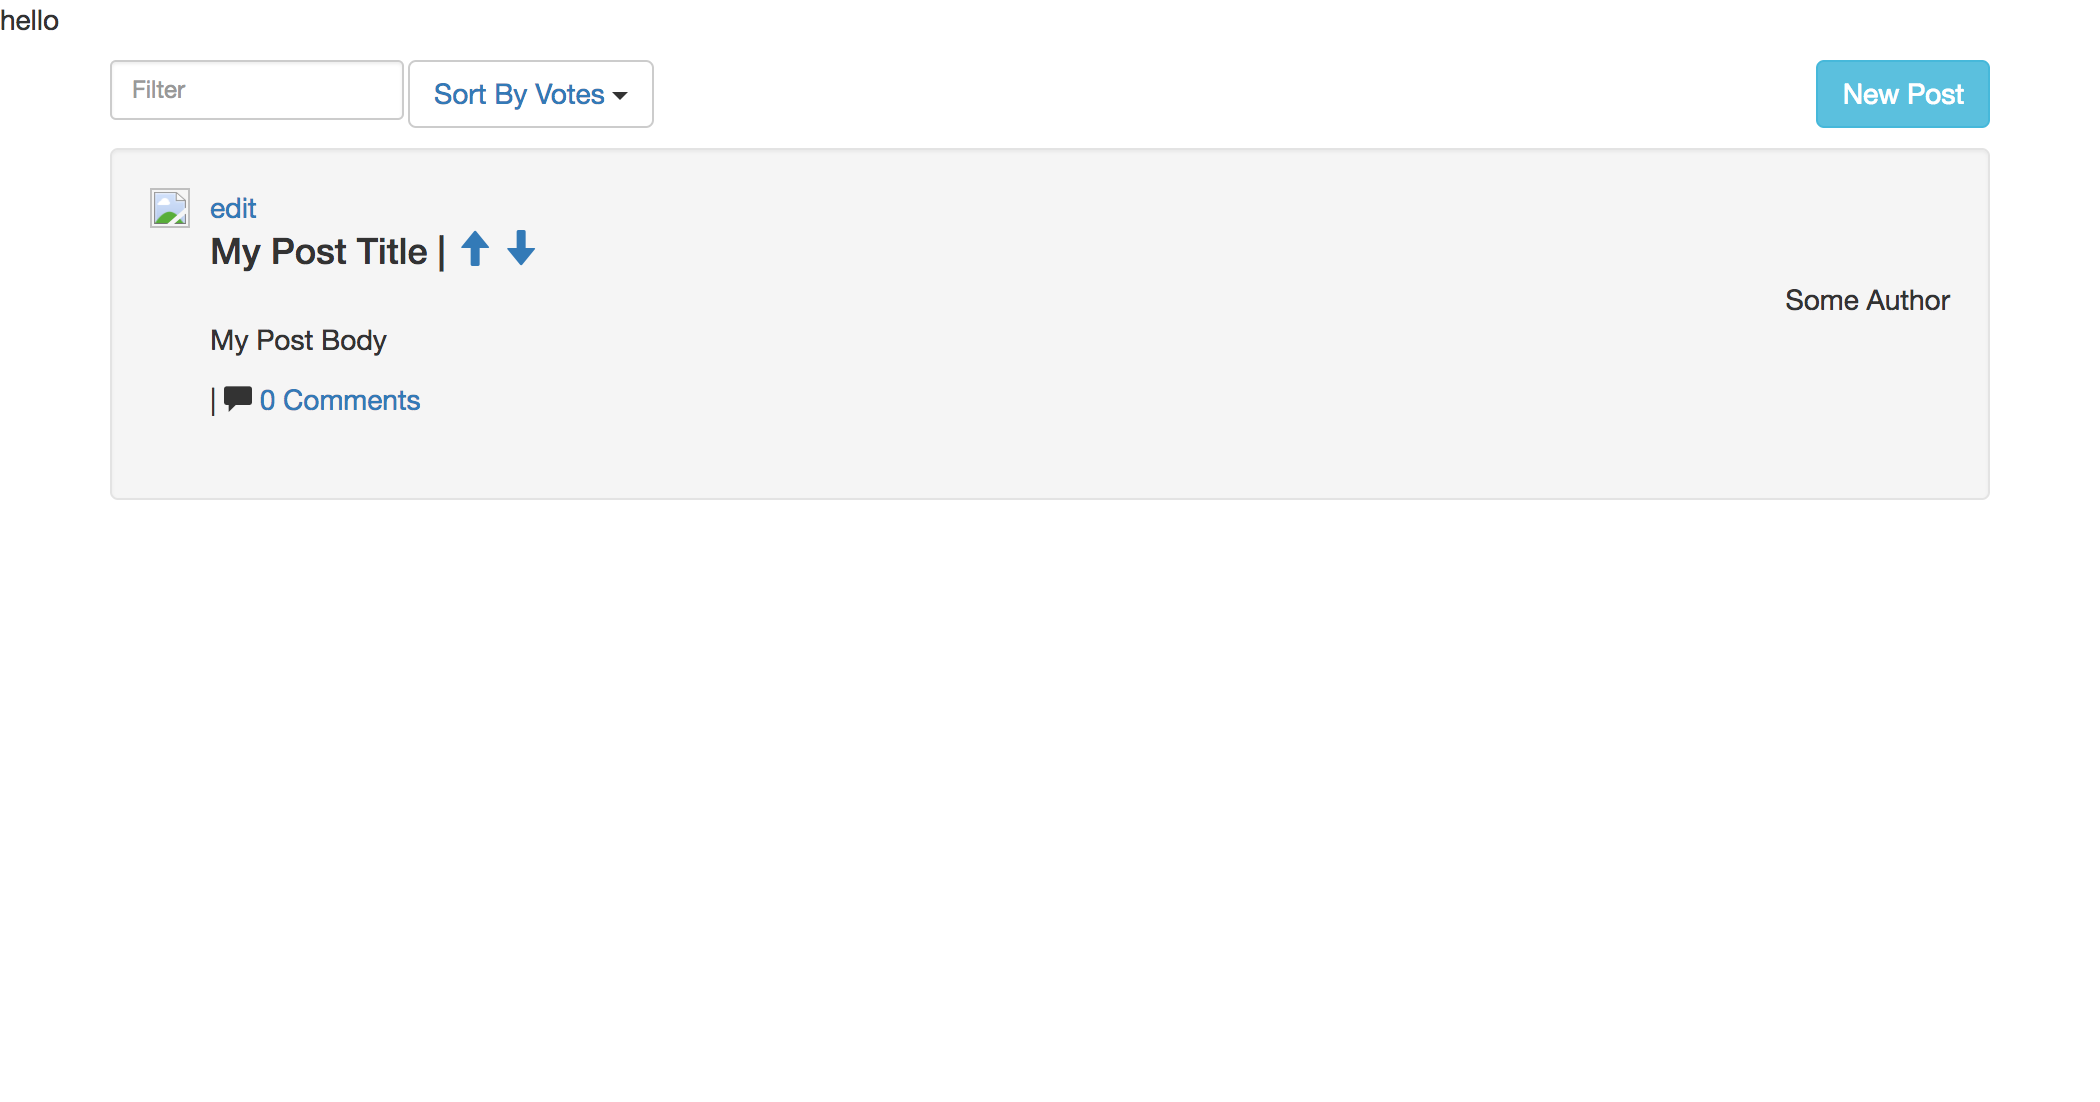 hello
Filter Sort By Votes New Post
edit
My Post Title |
Some Author
My Post Body
| 0 Comments